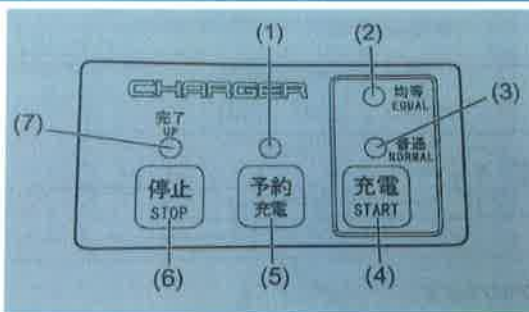 (1)
(2)
CHARGER
均等
EQUAL
(3)
(7)
完了
UP
普通
NORMAL
停止
STOP
予約
充電
充電
START
(6)
(5)
(4)